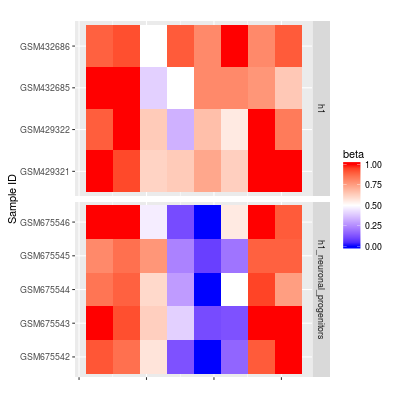 Sample ID
GSM432686
GSM432685
GSM429322
GSM429321
h1
GSM675546
GSM675545
GSM675544
GSM675543
GSM675542
h1_neuronal_progenitors
beta
1.00
0.75
0.50
0.25
0.00